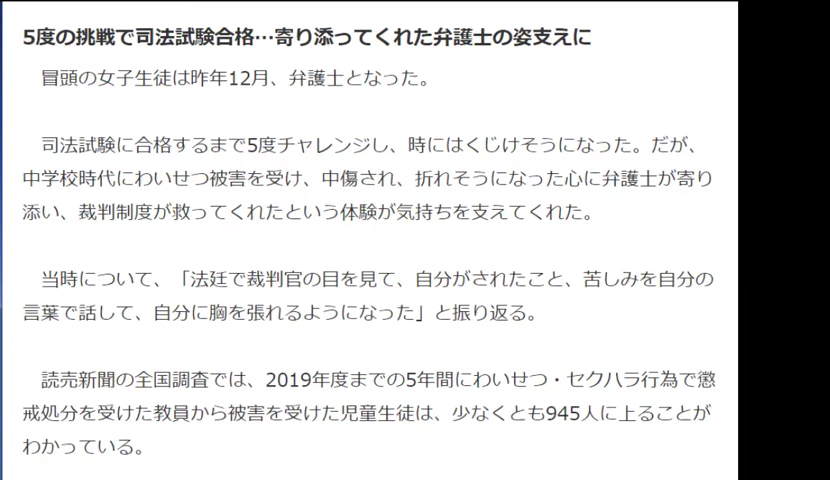 5度の挑戦で司法試験合格…寄り添ってくれた弁護士の姿支えに
冒頭の女子生徒は昨年12月、弁護士となった。
司法試験に合格するまで5度チャレンジし、時にはくじけそうになった。だが、
中学校時代にわいせつ被害を受け、中傷され、折れそうになった心に弁護士が寄り
添い、裁判制度が救ってくれたという体験が気持ちを支えてくれた。
当時について、「法廷で裁判官の目を見て、自分がされたこと、苦しみを自分の
言葉で話して、自分に胸を張れるようになった」と振り返る。
読売新聞の全国調査では、2019年度までの5年間にわいせつ・セクハラ行為で懲
戒処分を受けた教員から被害を受けた児童生徒は、少なくとも945人に上ることが
わかっている。